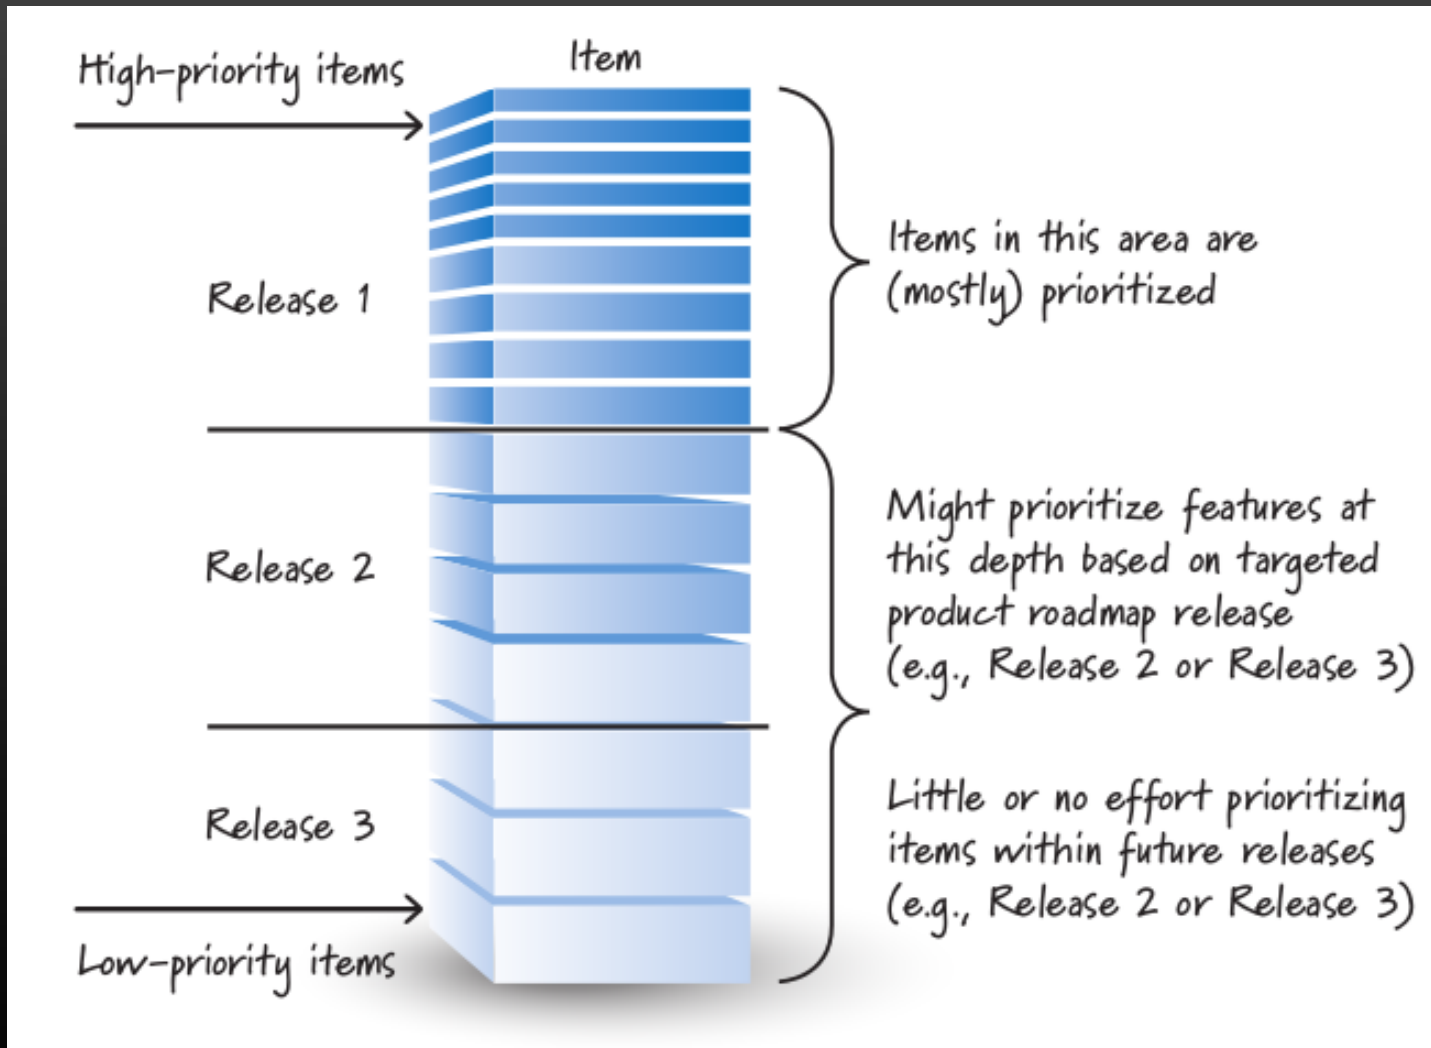 High-priority items
Item
Release 1
Items in this area are
(mostly) prioritized
Release 2
Might prioritize features at
this depth based on targeted
product roadmap release
(e.g., Release 2 or Release 3)
Release 3
Little or no effort prioritizing
items within future releases
(e.g., Release 2 or Release 3)
Low-priority items